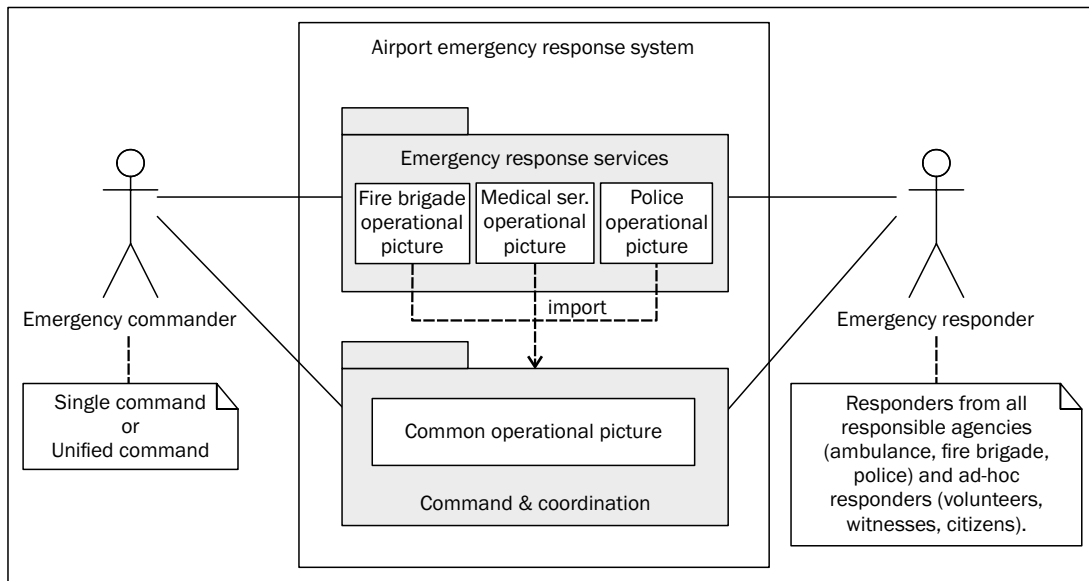 Airport emergency response system
Emergency response services
Fire brigade
operational
picture
Medical ser.
operational
picture
Police
operational
picture
import
Emergency commander
Emergency responder
Single command
or
Unified command
Common operational picture
Command & coordination
Responders from all
responsible agencies
(ambulance, fire brigade,
police) and ad-hoc
responders (volunteers,
witnesses, citizens).